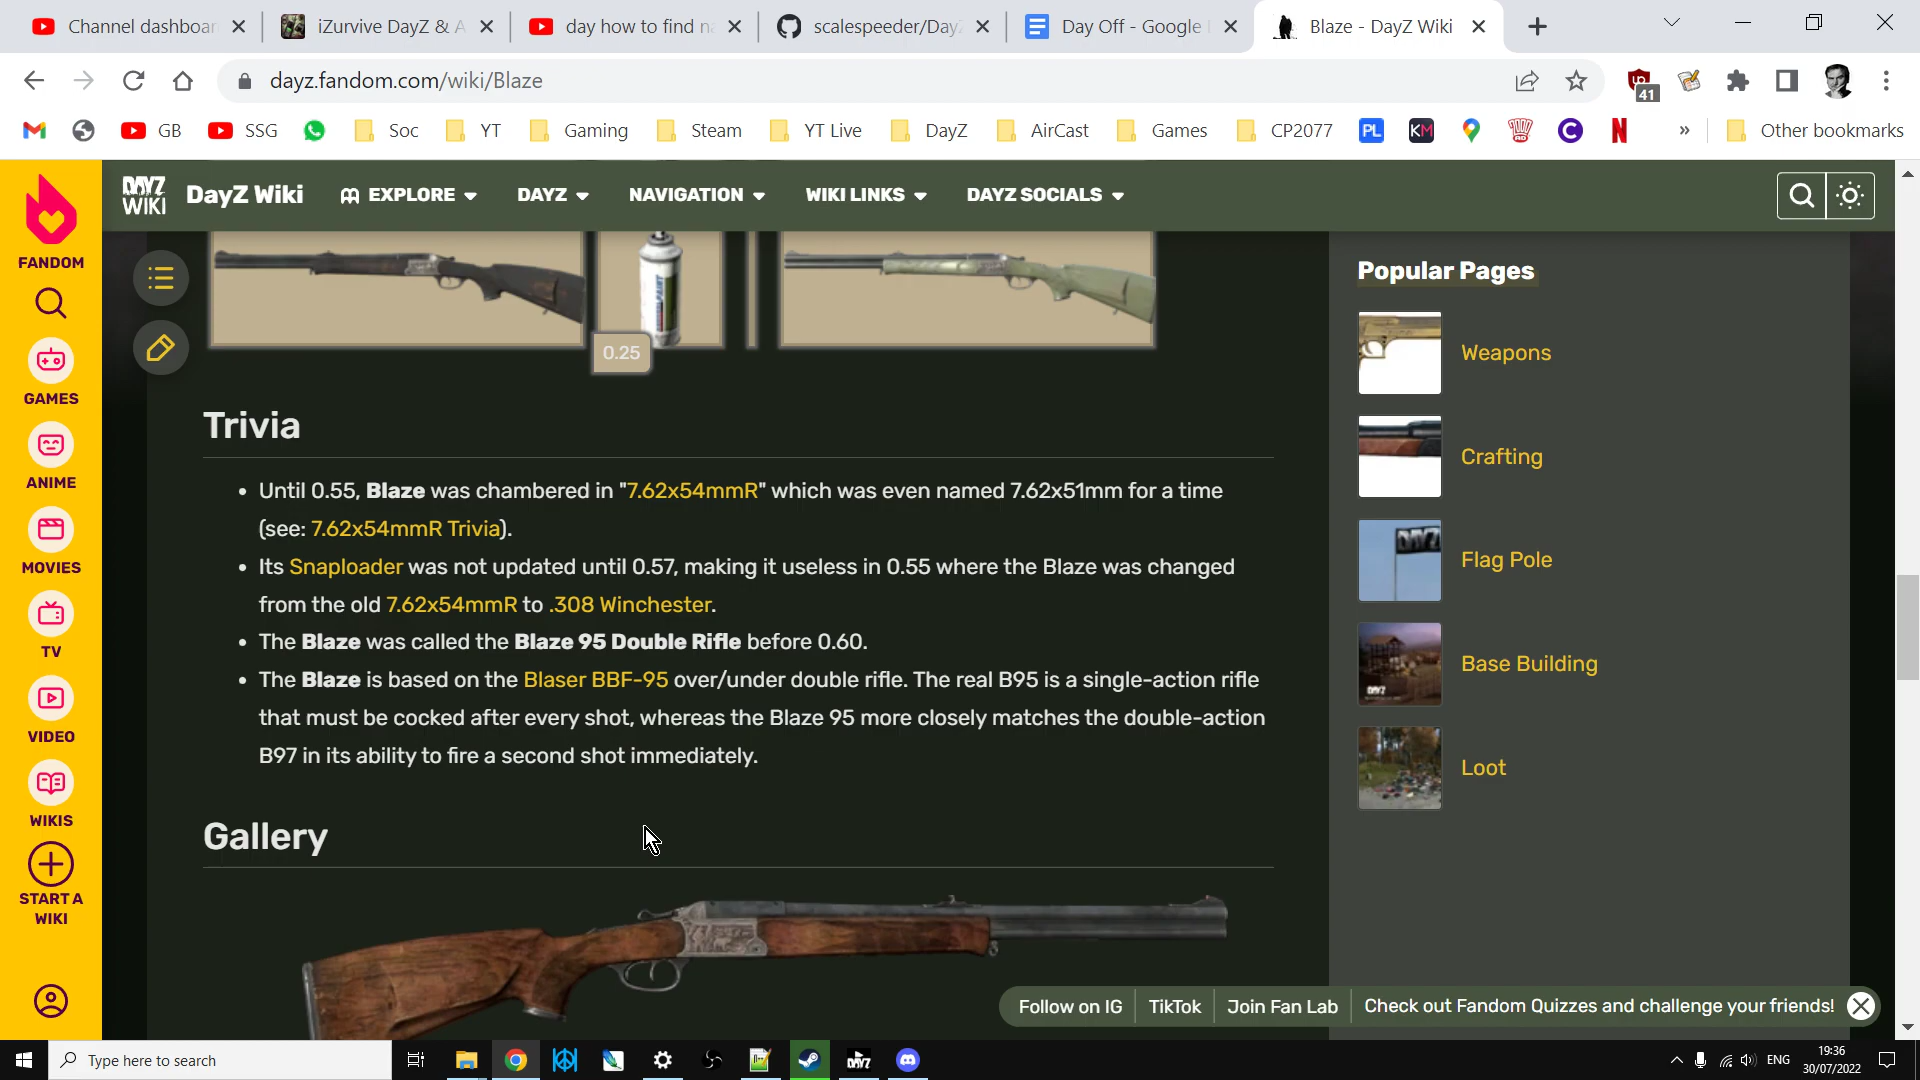 Channel dashboar
iZurvive DayZ & A
day how to find na
scalespeeder/Day
Day Off - Google
Blaze - DayZ Wiki
dayz.fandom.com/wiki/Blaze
41
GB
SSG
Soc
YT
Gaming
Steam
YT Live
DayZ
AirCast
Games
CP2077
PL
KM
»
Other bookmarks
DAYZ WIKI
DayZ Wiki
EXPLORE
DAYZ
NAVIGATION
WIKI LINKS
DAYZ SOCIALS
FANDOM
GAMES
ANIME
MOVIES
TV
VIDEO
WIKIS
START A
WIKI
0.25
Trivia
• Until 0.55, Blaze was chambered in "7.62x54mmR" which was even named 7.62x51mm for a time
(see: 7.62x54mmR Trivia).
• Its Snaploader was not updated until 0.57, making it useless in 0.55 where the Blaze was changed
from the old 7.62x54mmR to .308 Winchester.
• The Blaze was called the Blaze 95 Double Rifle before 0.60.
• The Blaze is based on the Blaser BBF-95 over/under double rifle. The real B95 is a single-action rifle
that must be cocked after every shot, whereas the Blaze 95 more closely matches the double-action
B97 in its ability to fire a second shot immediately.
Gallery
Popular Pages
Weapons
Crafting
Flag Pole
Base Building
Loot
Follow on IG
TikTok
Join Fan Lab
Check out Fandom Quizzes and challenge your friends!
Type here to search
DAYZ
ENG
19:36
30/07/2022